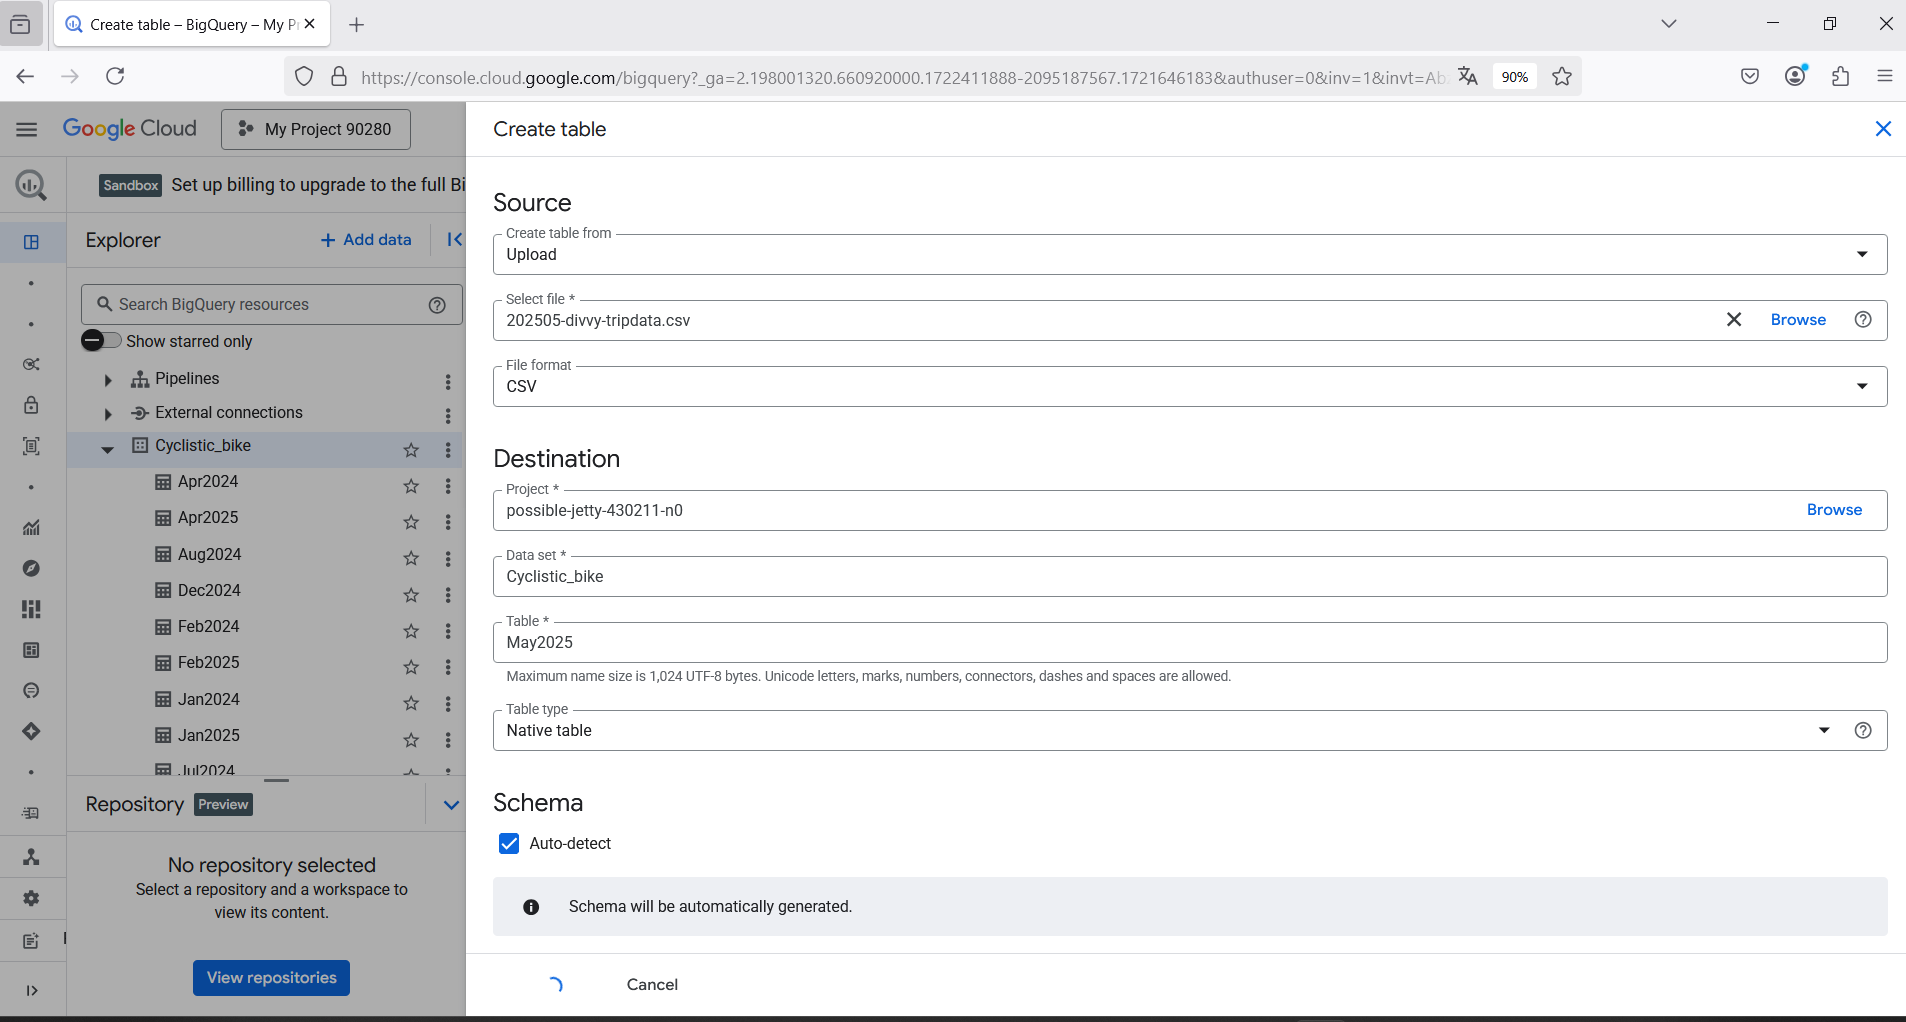 Create table – BigQuery – My P
https://console.cloud.google.com/bigquery?_ga=2.198001320.660920000.1722411888-2095187567.1721646183&authuser=0&inv=1&invt=Ab
90%
Google Cloud
My Project 90280
Sandbox
Set up billing to upgrade to the full Bi
Explorer
Add data
Search BigQuery resources
Show starred only
Pipelines
External connections
Cyclistic_bike
Apr2024
Apr2025
Aug2024
Dec2024
Feb2024
Feb2025
Jan2024
Jan2025
Jul2024
Repository
Preview
No repository selected
Select a repository and a workspace to
view its content.
View repositories
Create table
Source
Create table from
Upload
Select file *
202505-divvy-tripdata.csv
Browse
File format
CSV
Destination
Project *
possible-jetty-430211-n0
Browse
Data set *
Cyclistic_bike
Table *
May2025
Maximum name size is 1,024 UTF-8 bytes. Unicode letters, marks, numbers, connectors, dashes and spaces are allowed.
Table type
Native table
Schema
Auto-detect
Schema will be automatically generated.
Cancel